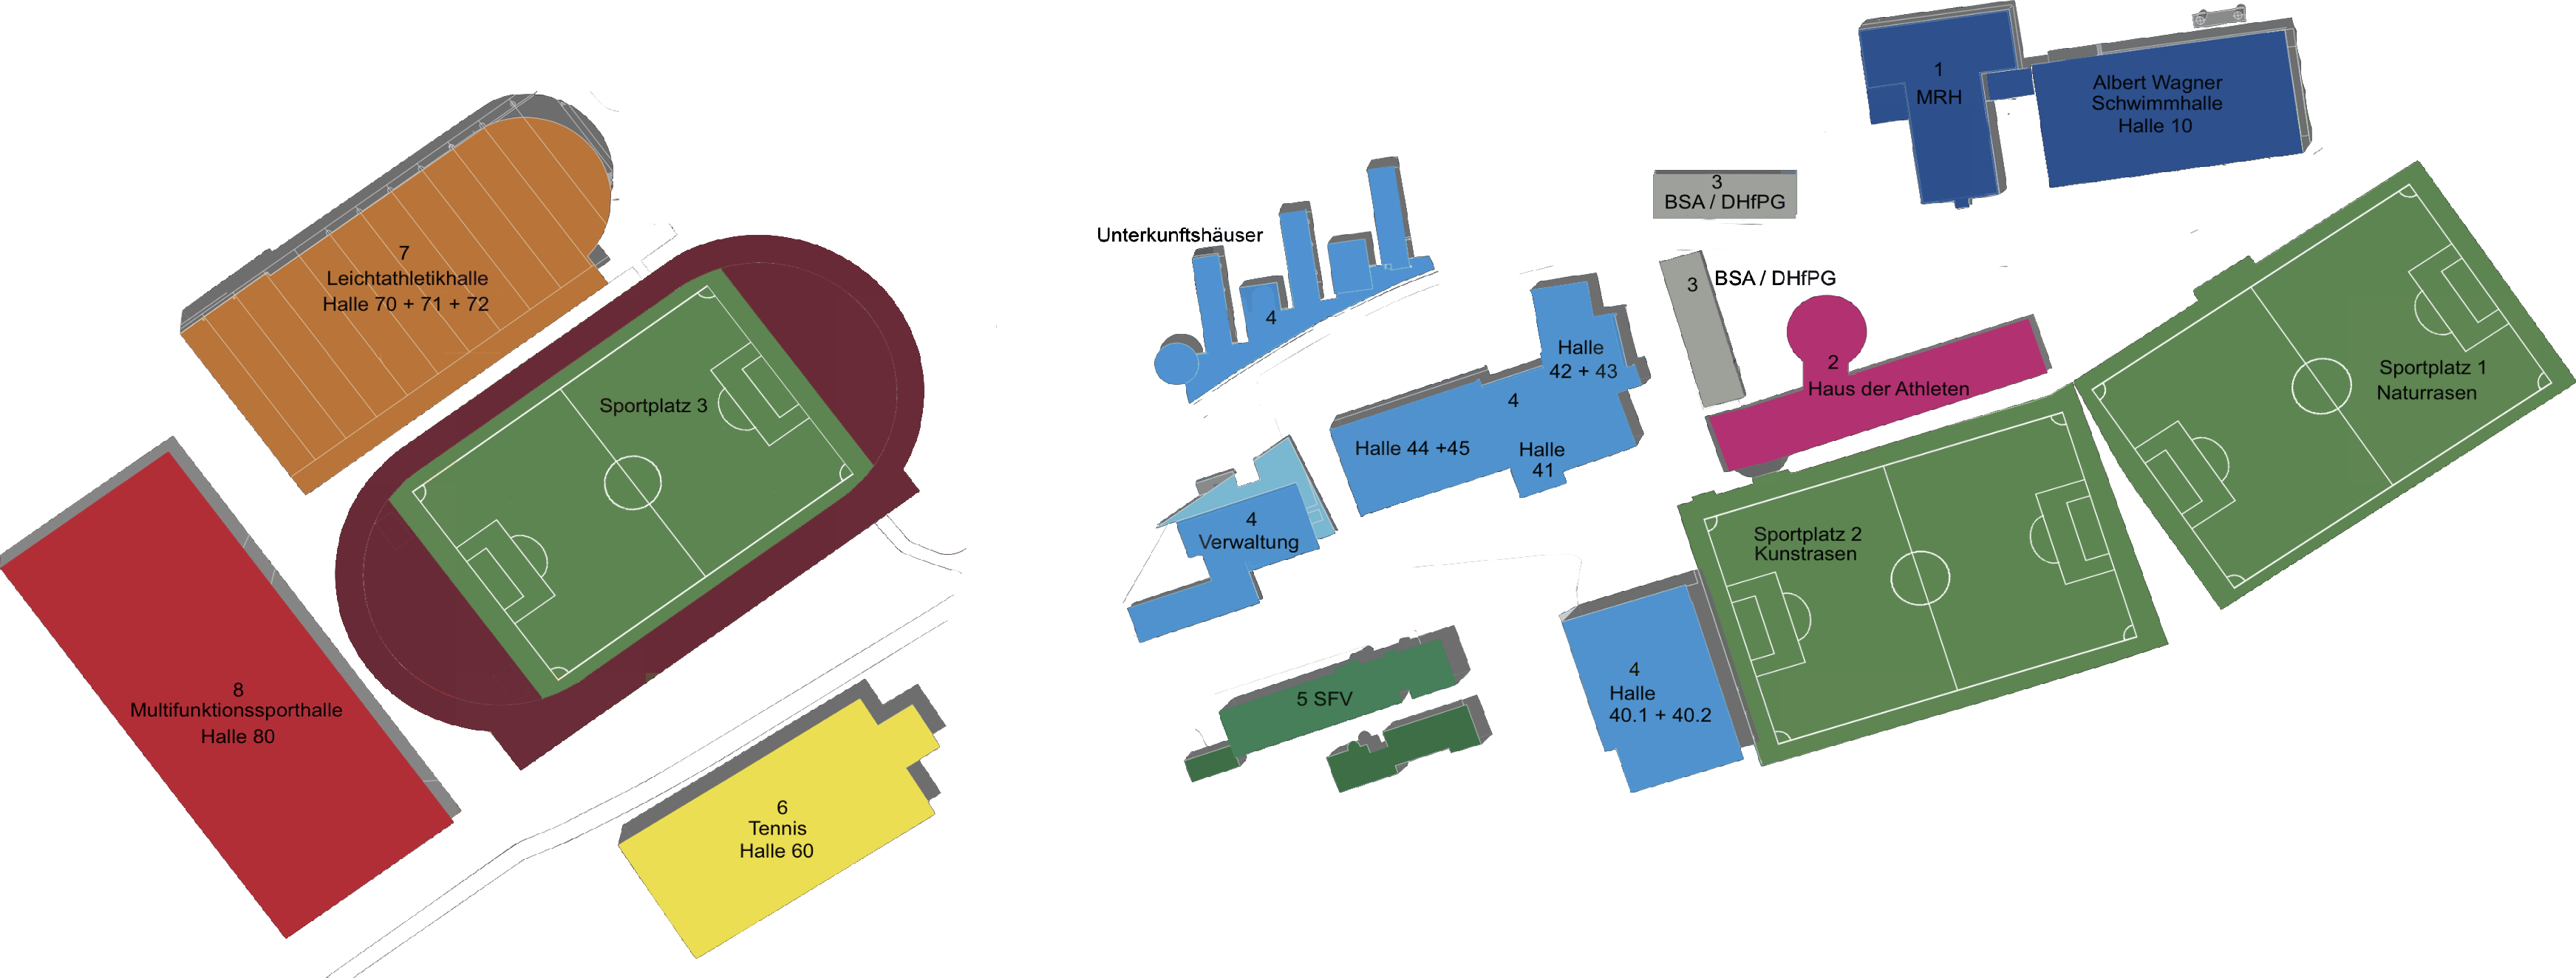 7
Leichtathletikhalle
Halle 70 + 71 + 72
Sportplatz 3
8
Multifunktionssporthalle
Halle 80
6
Tennis
Halle 60
Unterkunftshäuser
4
Halle
42 + 43
4
Halle 44 +45
Halle
41
4
Verwaltung
5 SFV
4
Halle
40.1 + 40.2
1
MRH
Albert Wagner
Schwimmhalle
Halle 10
3
BSA / DHfPG
3 BSA / DHfPG
2
Haus der Athleten
Sportplatz 1
Naturrasen
Sportplatz 2
Kunstrasen